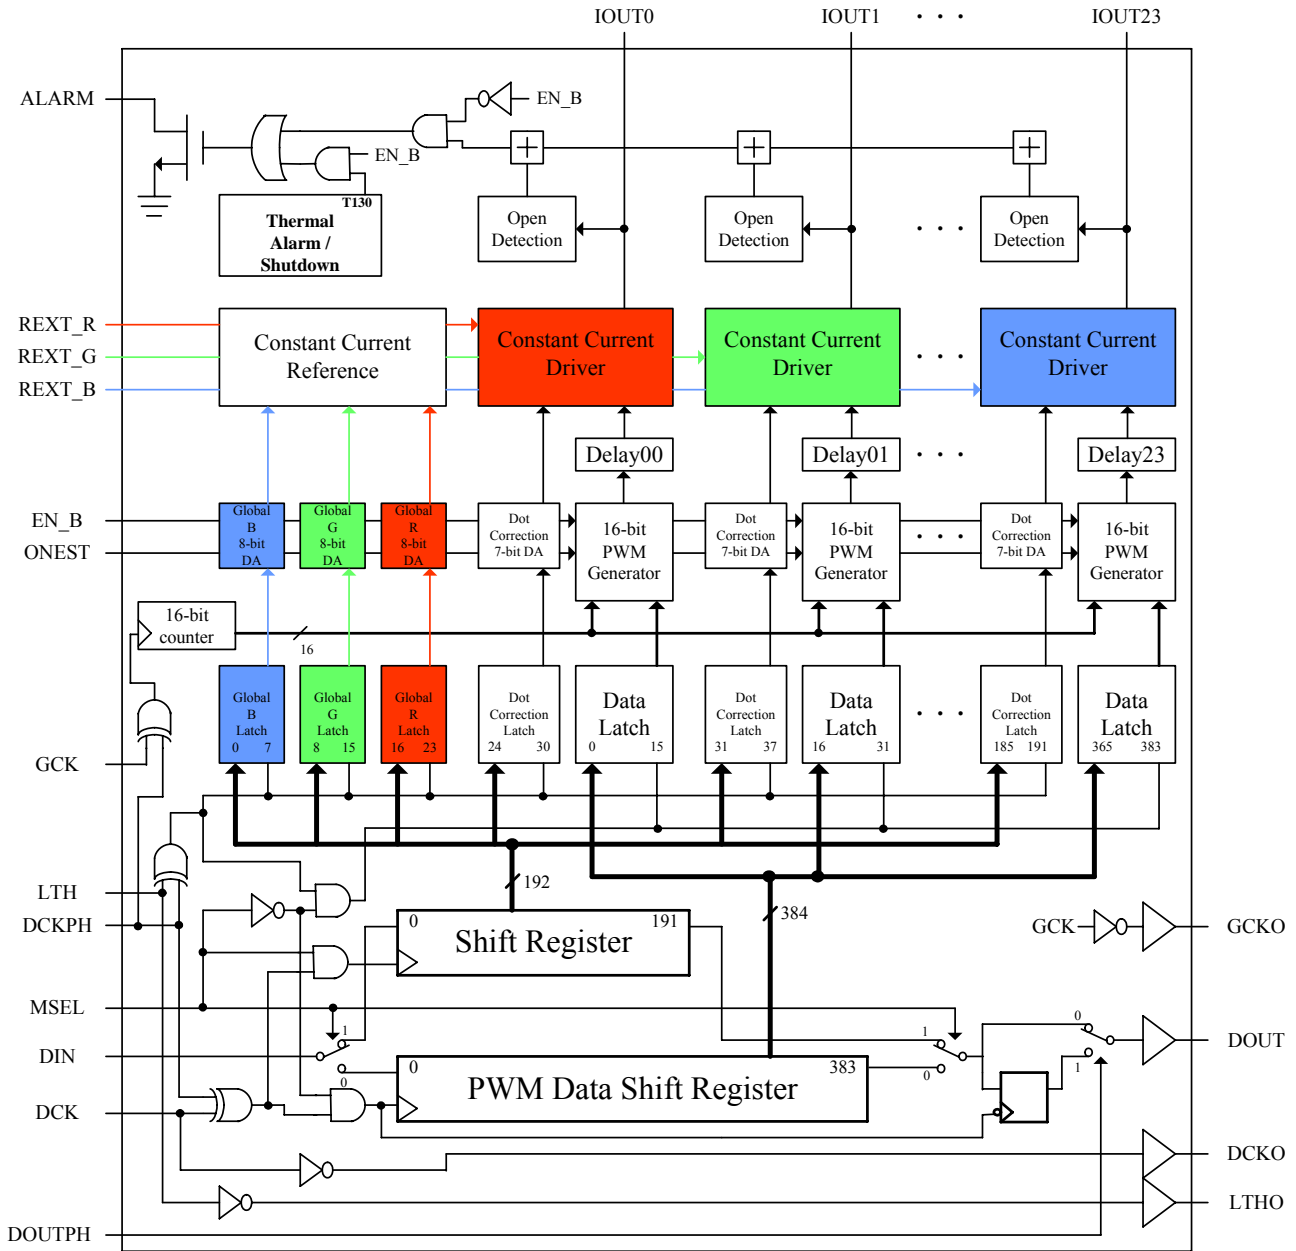 IOUT0
IOUT1
IOUT23
ALARM
EN_B
EN_B
T130
Thermal
Alarm /
Shutdown
Open
Detection
Open
Detection
Open
Detection
REXT_R
REXT_G
REXT_B
Constant Current
Reference
Constant Current
Driver
Constant Current
Driver
Constant Current
Driver
Delay00
Delay01
Delay23
EN_B
ONEST
Global
B
8-bit
DA
Global
G
8-bit
DA
Global
R
8-bit
DA
Dot
Correction
7-bit DA
16-bit
PWM
Generator
Dot
Correction
7-bit DA
16-bit
PWM
Generator
Dot
Correction
7-bit DA
16-bit
PWM
Generator
16-bit
counter
16
Global
B
Latch
0 7
Global
G
Latch
8 15
Global
R
Latch
16 23
Dot
Correction
Latch
24 30
Data
Latch
0 15
Dot
Correction
Latch
31 37
Data
Latch
16 31
Dot
Correction
Latch
185 191
Data
Latch
365 383
GCK
LTH
DCKPH
192
384
0 191
Shift Register
GCK
GCKO
MSEL
DIN
1
0
0 383
PWM Data Shift Register
1
0
0
1
DOUT
DCK
DCKO
LTHO
DOUTPH